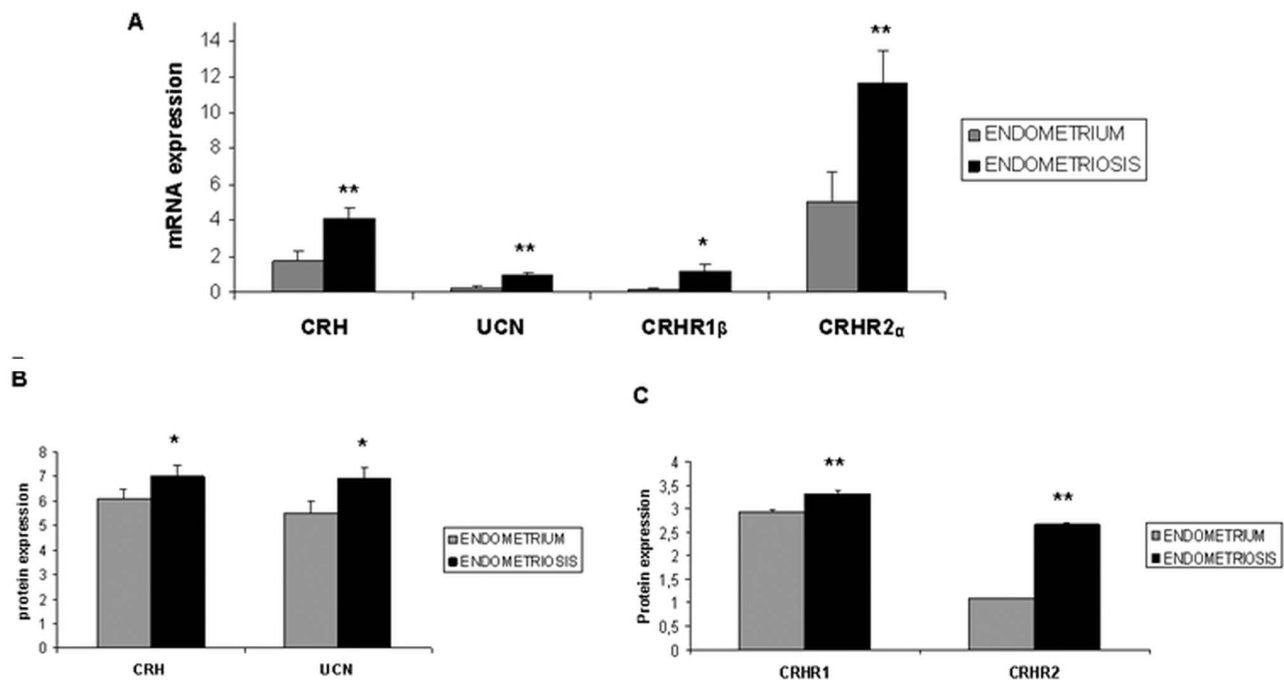 A
mRNA expression
14
12
10
8
6
4
2
0
**
**
*
**
CRH UCN CRHR1β CRHR2α
ENDOMETRIUM
ENDOMETRIOSIS
B
protein expression
8
7
6
5
4
3
2
1
0
*
*
CRH UCN
ENDOMETRIUM
ENDOMETRIOSIS
C
Protein expression
4
3,5
3
2,5
2
1,5
1
0,5
0
**
**
CRHR1 CRHR2
ENDOMETRIUM
ENDOMETRIOSIS